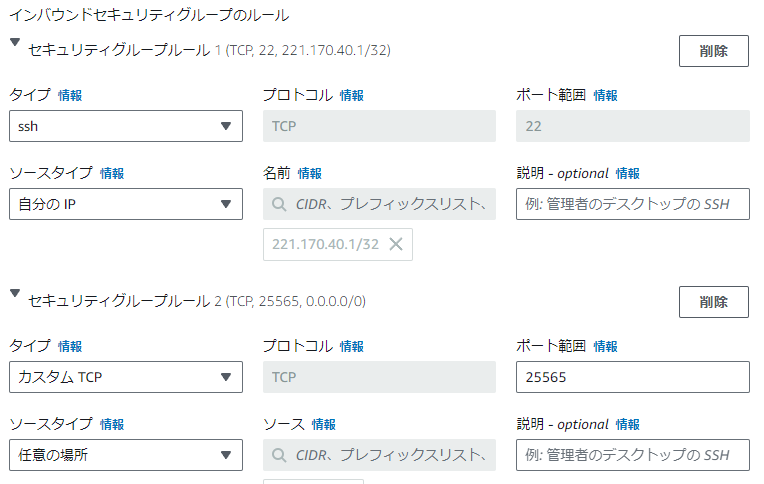 インバウンドセキュリティグループのルール
セキュリティグループルール 1 (TCP, 22, 221.170.40.1/32)
削除
タイプ 情報 プロトコル 情報 ポート範囲 情報
ssh TCP 22
ソースタイプ 情報 名前 情報 説明 - optional 情報
自分の IP CIDR、プレフィックスリスト、 例: 管理者のデスクトップの SSH
221.170.40.1/32
セキュリティグループルール 2 (TCP, 25565, 0.0.0.0/0)
削除
タイプ 情報 プロトコル 情報 ポート範囲 情報
カスタム TCP TCP 25565
ソースタイプ 情報 ソース 情報 説明 - optional 情報
任意の場所 CIDR、プレフィックスリスト、 例: 管理者のデスクトップの SSH